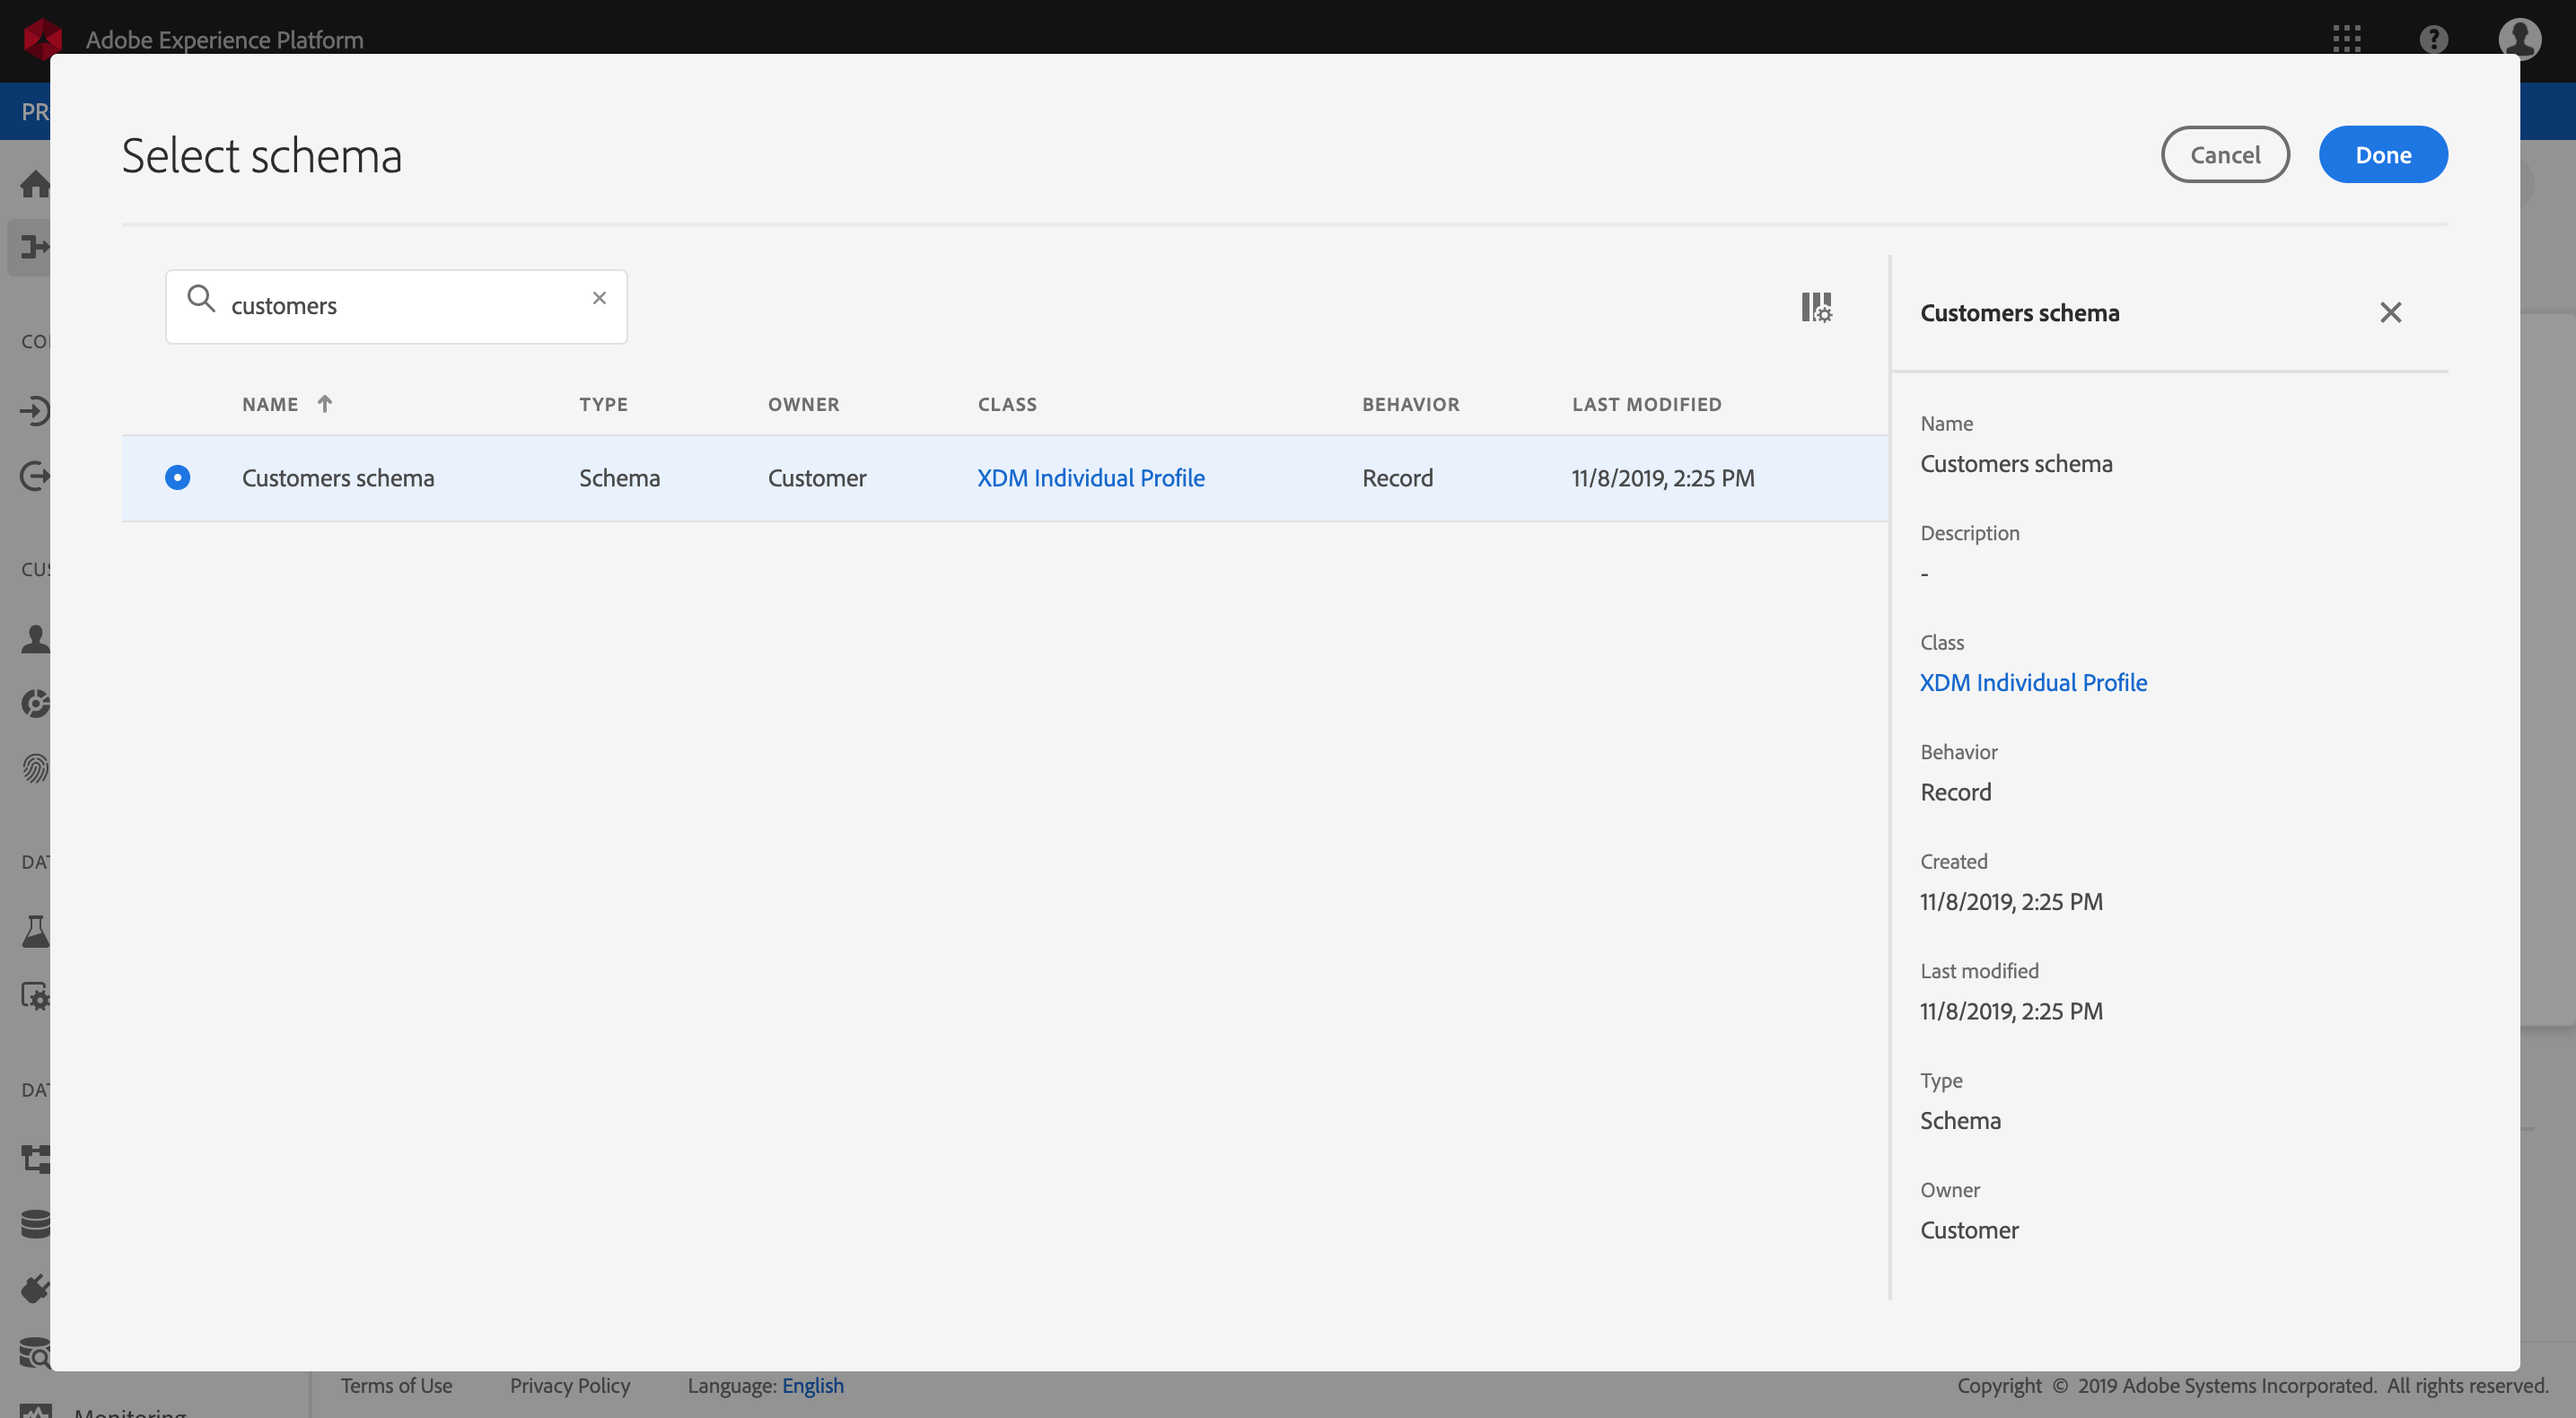 Adobe Experience Platform
PR
Select schema
Cancel
Done
customers
Customers schema
NAME TYPE OWNER CLASS BEHAVIOR LAST MODIFIED
Customers schema Schema Customer XDM Individual Profile Record 11/8/2019, 2:25 PM
Name
Customers schema
Description
-
Class
XDM Individual Profile
Behavior
Record
Created
11/8/2019, 2:25 PM
Last modified
11/8/2019, 2:25 PM
Type
Schema
Owner
Customer
CO
CUS
DAT
DAT
Monitoring
Terms of Use Privacy Policy Language: English
Copyright © 2019 Adobe Systems Incorporated. All rights reserved.